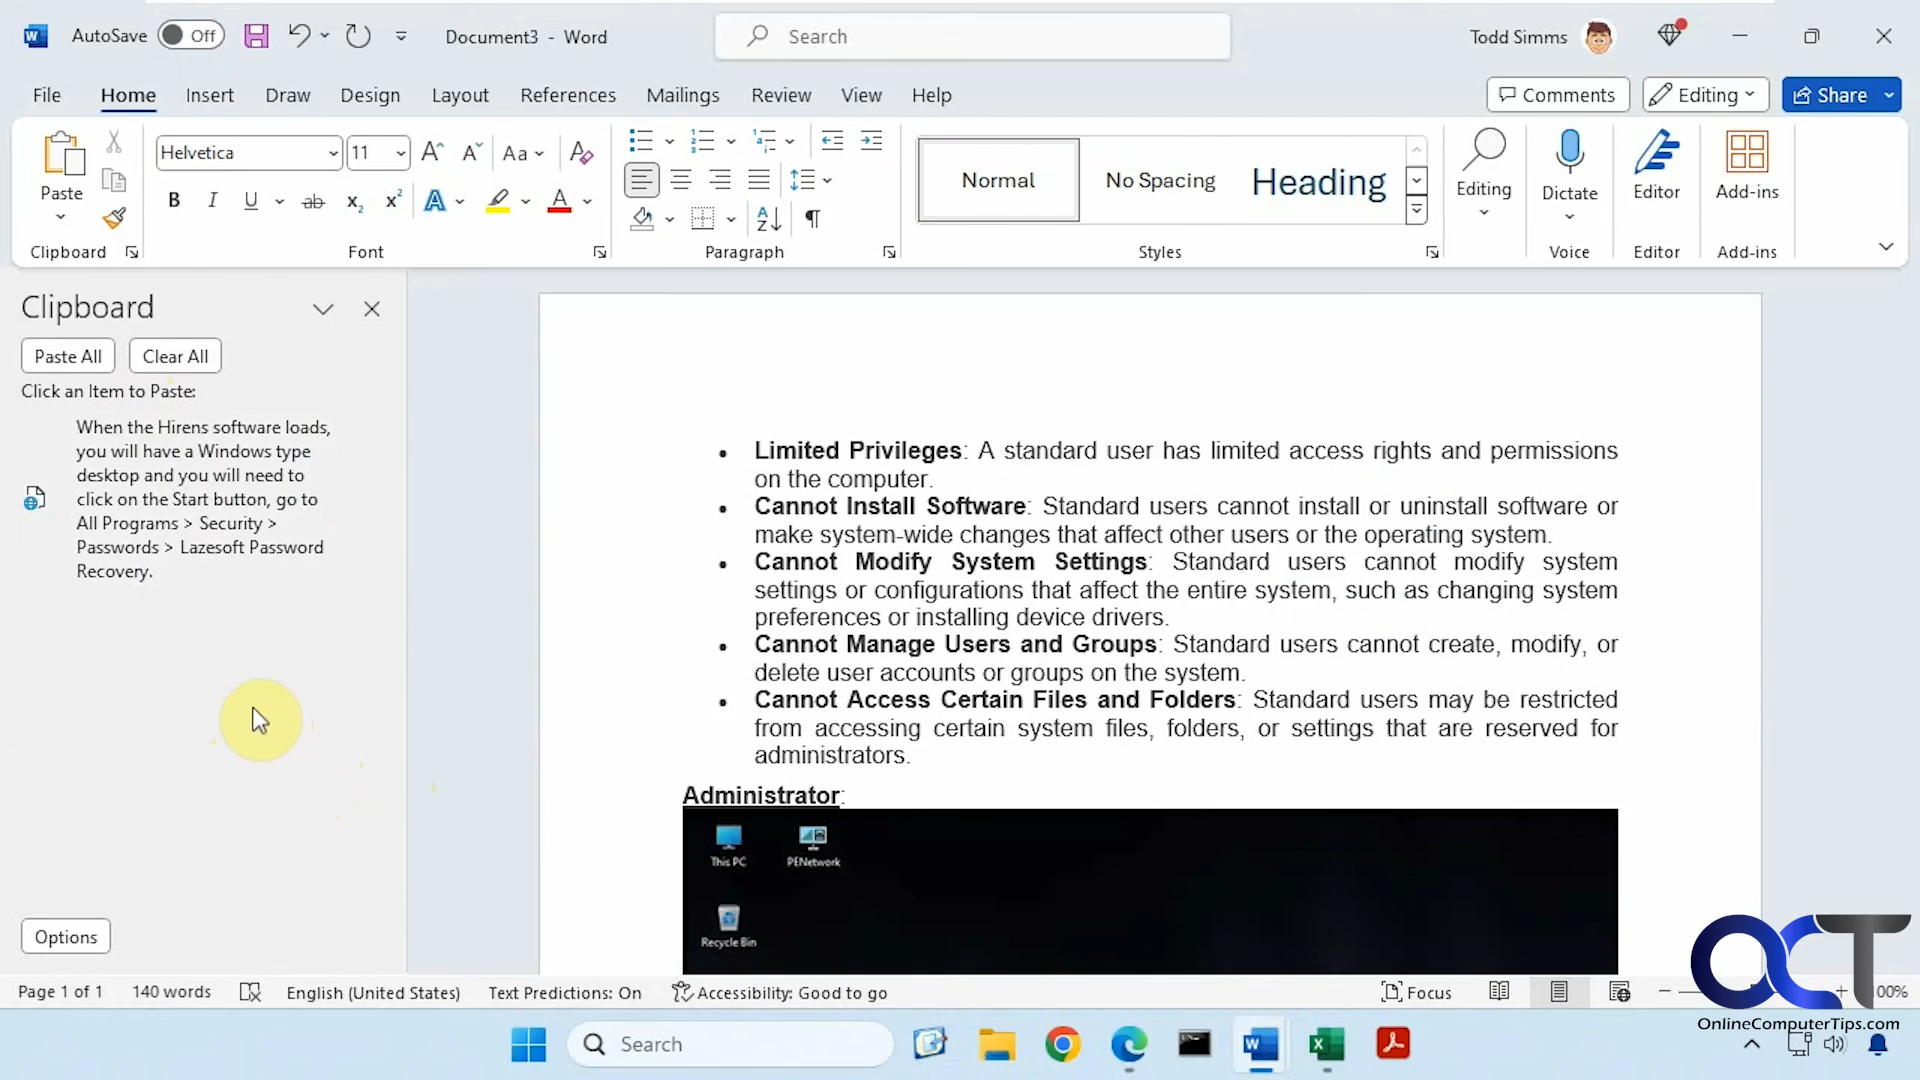 AutoSave Off Document3 - Word Search Todd Simms
File Home Insert Draw Design Layout References Mailings Review View Help Comments Editing Share
Paste
Clipboard
Helvetica 11 Aa
B I U ab x₂ x² A A
Font
A Z ¶
Paragraph
Normal No Spacing Heading
Styles
Editing
Dictate
Voice
Editor
Editor
Add-ins
Add-ins
Clipboard
Paste All Clear All
Click an Item to Paste:
When the Hirens software loads,
you will have a Windows type
desktop and you will need to
click on the Start button, go to
All Programs > Security >
Passwords > Lazesoft Password
Recovery.
Options
• Limited Privileges: A standard user has limited access rights and permissions
on the computer.
• Cannot Install Software: Standard users cannot install or uninstall software or
make system-wide changes that affect other users or the operating system.
• Cannot Modify System Settings: Standard users cannot modify system
settings or configurations that affect the entire system, such as changing system
preferences or installing device drivers.
• Cannot Manage Users and Groups: Standard users cannot create, modify, or
delete user accounts or groups on the system.
• Cannot Access Certain Files and Folders: Standard users may be restricted
from accessing certain system files, folders, or settings that are reserved for
administrators.
Administrator:
This PC PENetwork
Recycle Bin
Page 1 of 1 140 words English (United States) Text Predictions: On Accessibility: Good to go Focus
OCT
OnlineComputerTips.com
Search